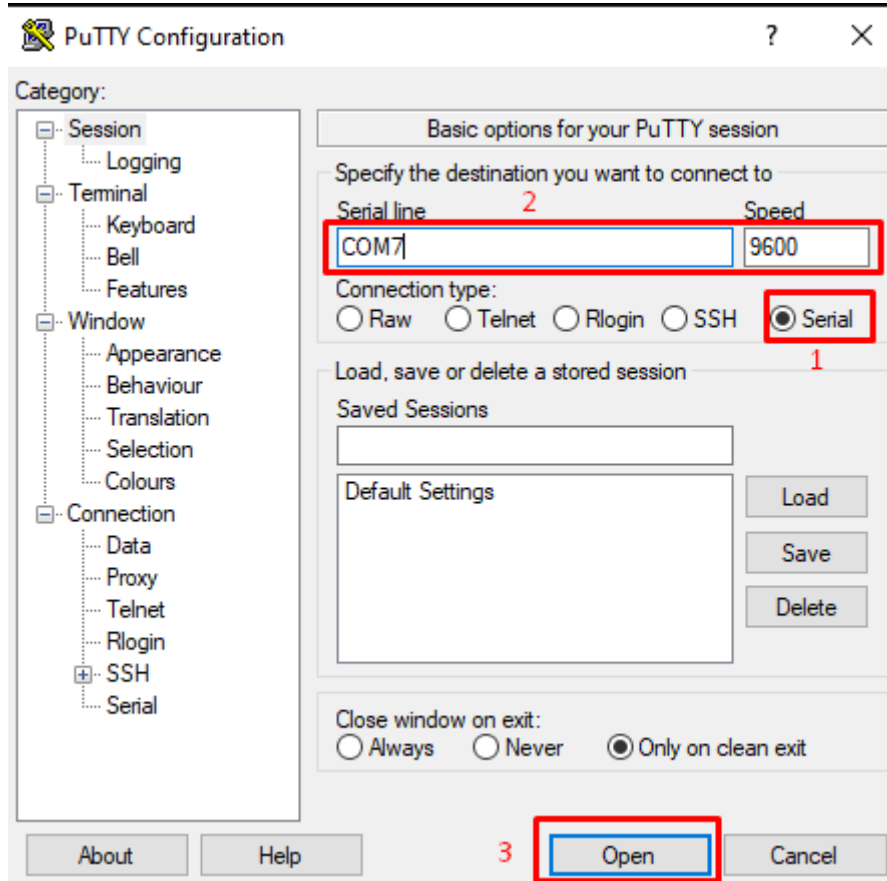 PuTTY Configuration ? ×
Category:
Session
Logging
Terminal
Keyboard
Bell
Features
Window
Appearance
Behaviour
Translation
Selection
Colours
Connection
Data
Proxy
Telnet
Rlogin
SSH
Serial
Basic options for your PuTTY session
Specify the destination you want to connect to
Serial line 2 Speed
COM7 9600
Connection type:
Raw Telnet Rlogin SSH Serial
1
Load, save or delete a stored session
Saved Sessions
Default Settings
Load
Save
Delete
Close window on exit:
Always Never Only on clean exit
About Help 3 Open Cancel